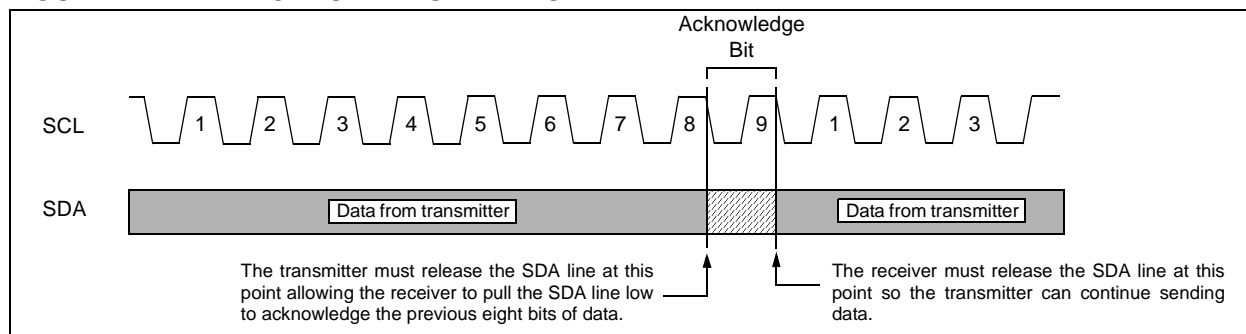 Acknowledge
Bit
SCL
1 2 3 4 5 6 7 8 9 1 2 3
SDA
Data from transmitter
Data from transmitter
The transmitter must release the SDA line at this
point allowing the receiver to pull the SDA line low
to acknowledge the previous eight bits of data.
The receiver must release the SDA line at this
point so the transmitter can continue sending
data.